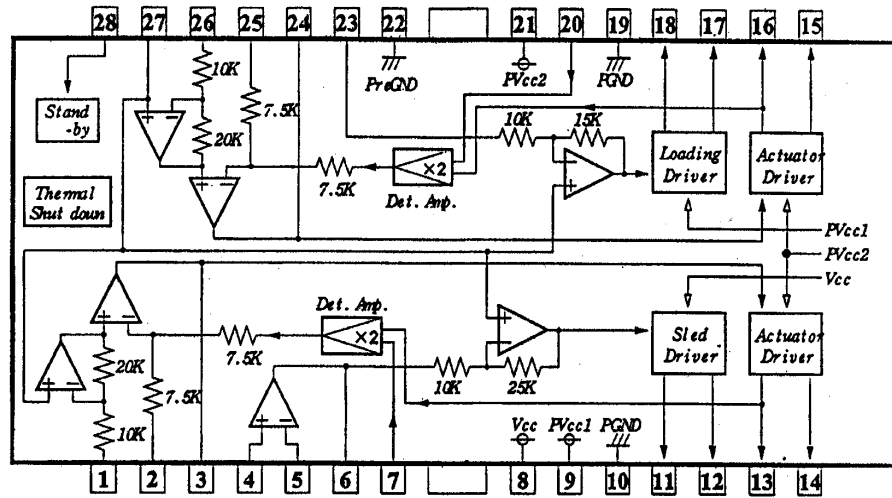 28 27 26 25 24 23 22 21 20 19 18 17 16 15
10K
PreGND
PVcc2
PGND
Stand
-by
7.5K
20K
10K
15K
Loading
Driver
Actuator
Driver
×2
7.5K
Det. Amp.
Thermal
Shut down
PVcc1
PVcc2
Vcc
Det. Amp.
×2
Sled
Driver
Actuator
Driver
20K
7.5K
7.5K
10K
25K
10K
Vcc
PVcc1
PGND
1 2 3 4 5 6 7 8 9 10 11 12 13 14